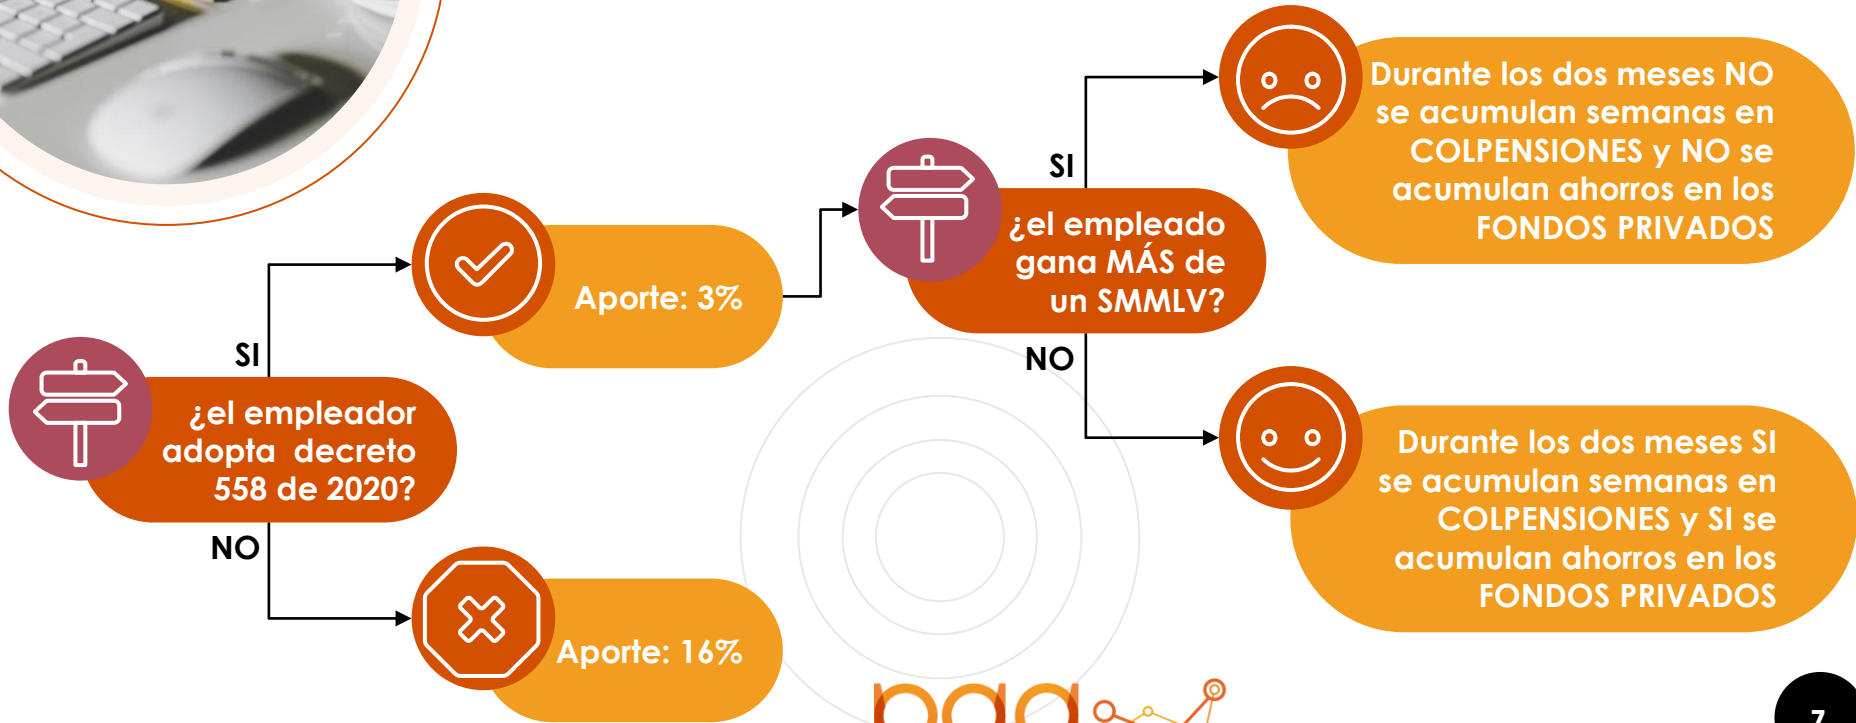 SI
¿el empleador
adopta decreto
558 de 2020?
NO
Aporte: 3%
Aporte: 16%
SI
¿el empleado
gana MÁS de
un SMMLV?
NO
Durante los dos meses NO
se acumulan semanas en
COLPENSIONES y NO se
acumulan ahorros en los
FONDOS PRIVADOS
Durante los dos meses SI
se acumulan semanas en
COLPENSIONES y SI se
acumulan ahorros en los
FONDOS PRIVADOS
7